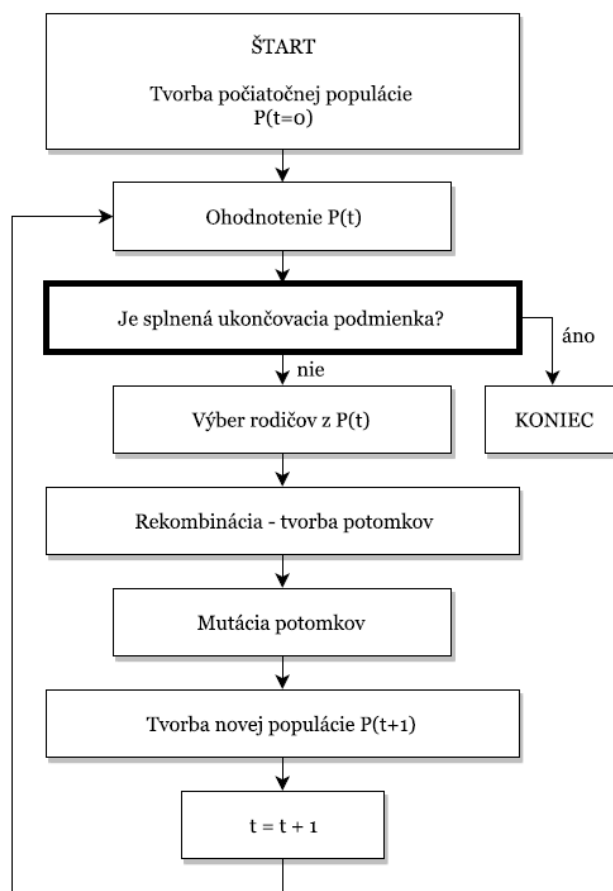 ŠTART
Tvorba počiatočnej populácie
P(t=0)
Ohodnotenie P(t)
Je splnená ukončovacia podmienka?
áno
nie
Výber rodičov z P(t)
KONIEC
Rekombinácia - tvorba potomkov
Mutácia potomkov
Tvorba novej populácie P(t+1)
t = t + 1